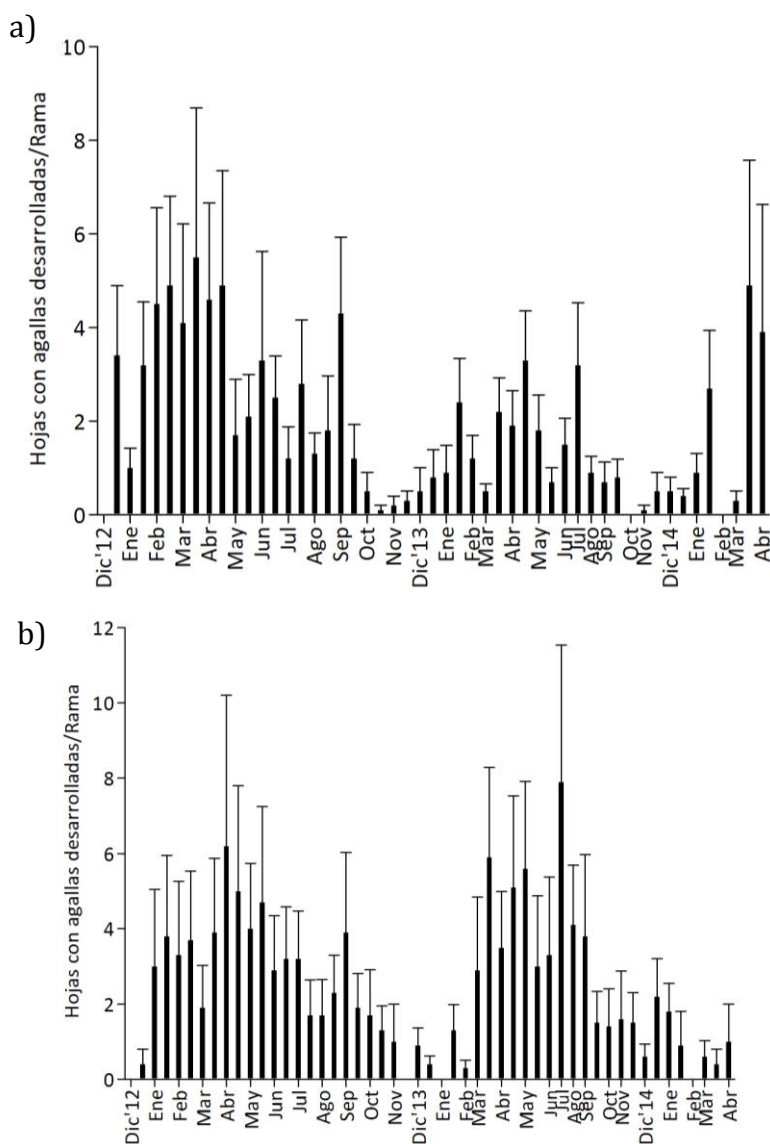 a)
10
8
6
4
2
0
Hojas con agallas desarrolladas/Rama
Dic'12 Ene Feb Mar Abr May Jun Jul Ago Sep Oct Nov Dic'13 Ene Feb Mar Abr May Jun Jul Ago Sep Oct Nov Dic'14 Ene Feb Mar Abr
b)
12
10
8
6
4
2
0
Hojas con agallas desarrolladas/Rama
Dic'12 Ene Feb Mar Abr May Jun Jul Ago Sep Oct Nov Dic'13 Ene Feb Mar Abr May Jun Jul Ago Sep Oct Nov Dic'14 Ene Feb Mar Abr